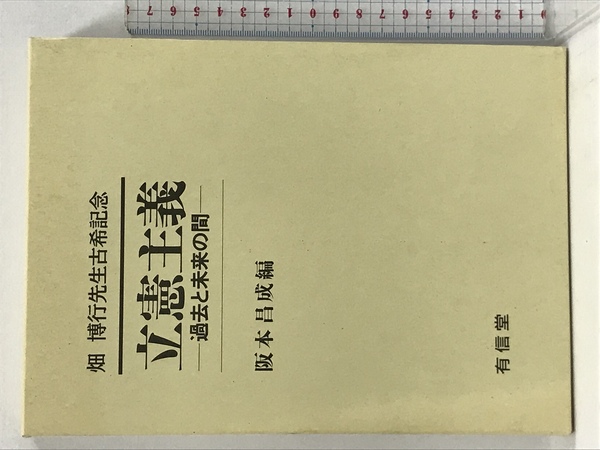 畑 博行先生古希記念
立憲主義
―過去と未来の間―
阪本昌成編
有信堂